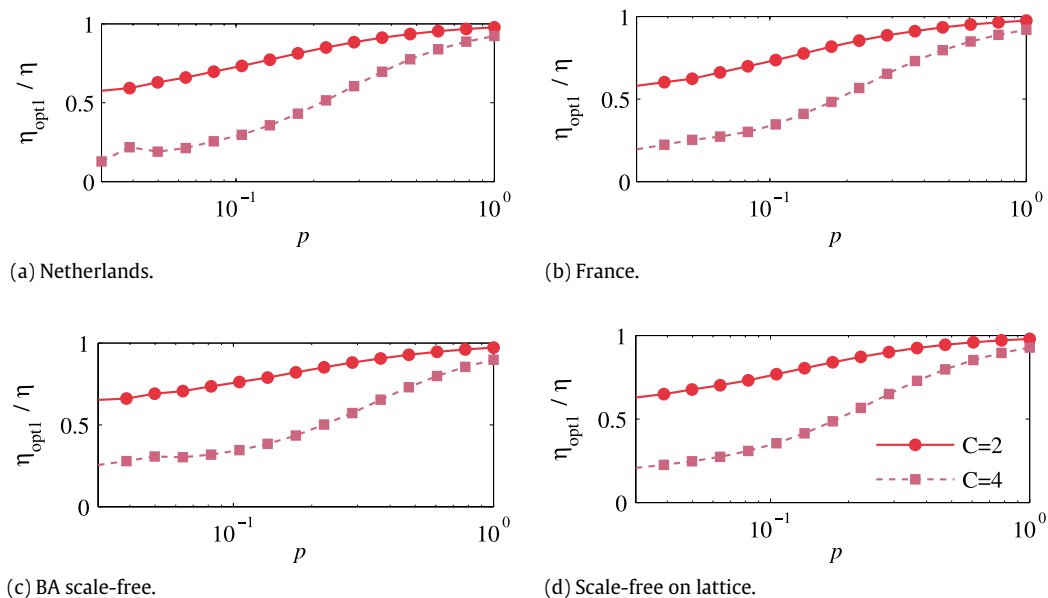 1
0.5
0
η_opt1 / η
10^-1
10^0
p
(a) Netherlands.
1
0.5
0
η_opt1 / η
10^-1
10^0
p
(b) France.
1
0.5
0
η_opt1 / η
10^-1
10^0
p
(c) BA scale-free.
1
0.5
0
η_opt1 / η
C=2
C=4
10^-1
10^0
p
(d) Scale-free on lattice.